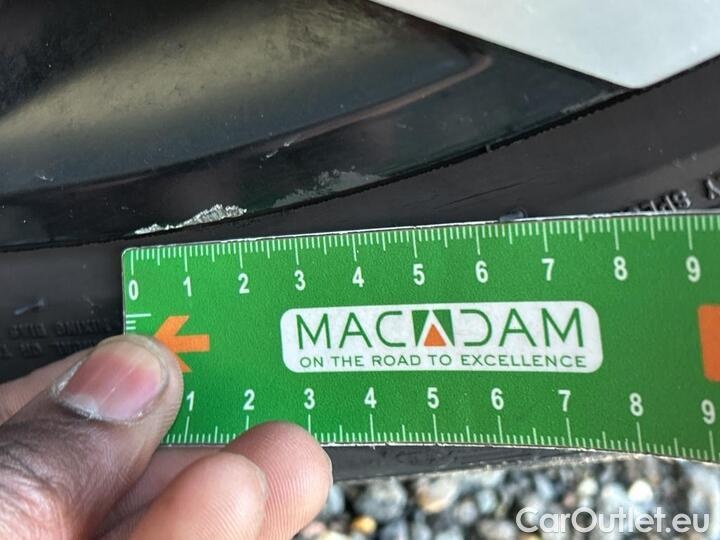 0 1 2 3 4 5 6 7 8 9
MACADAM
ON THE ROAD TO EXCELLENCE
1 2 3 4 5 6 7 8 9
CarOutlet.eu